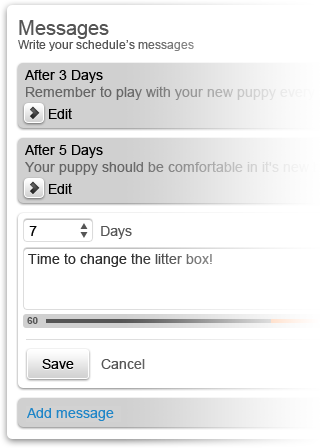 Messages
Write your schedule's messages
After 3 Days
Remember to play with your new puppy every
Edit
After 5 Days
Your puppy should be comfortable in it's new
Edit
7 Days
Time to change the litter box!
60
Save Cancel
Add message